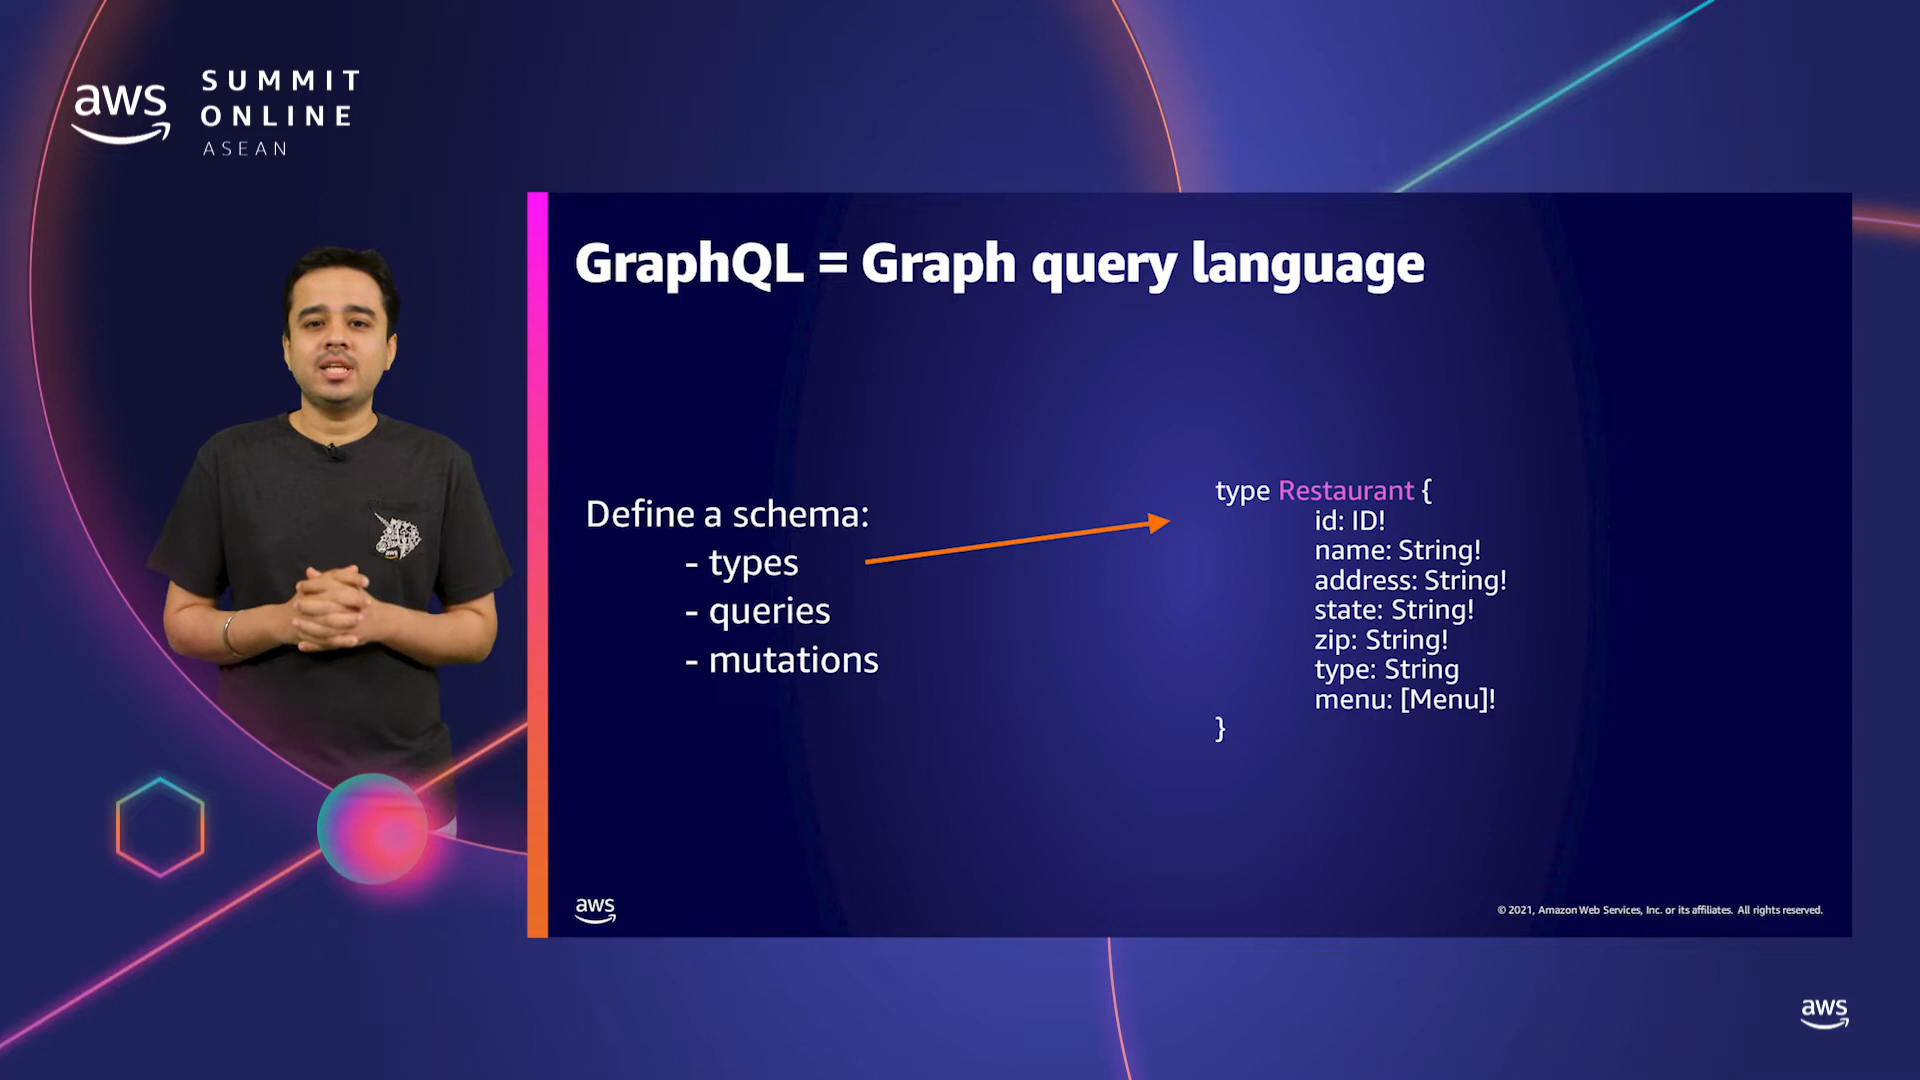 aws
SUMMIT
ONLINE
ASEAN
GraphQL = Graph query language
Define a schema:
- types
- queries
- mutations
type Restaurant {
id: ID!
name: String!
address: String!
state: String!
zip: String!
type: String
menu: [Menu]!
}
aws
aws
© 2021, Amazon Web Services, Inc. or its affiliates. All rights reserved.
aws